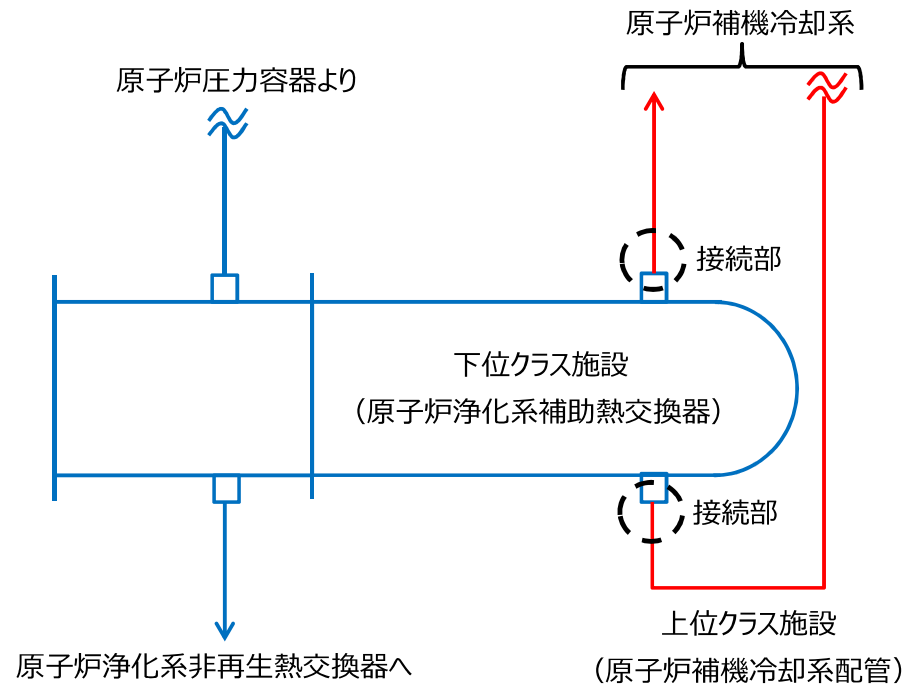 原子炉補機冷却系
原子炉圧力容器より
接続部
下位クラス施設
（原子炉浄化系補助熱交換器）
接続部
上位クラス施設
（原子炉補機冷却系配管）
原子炉浄化系非再生熱交換器へ